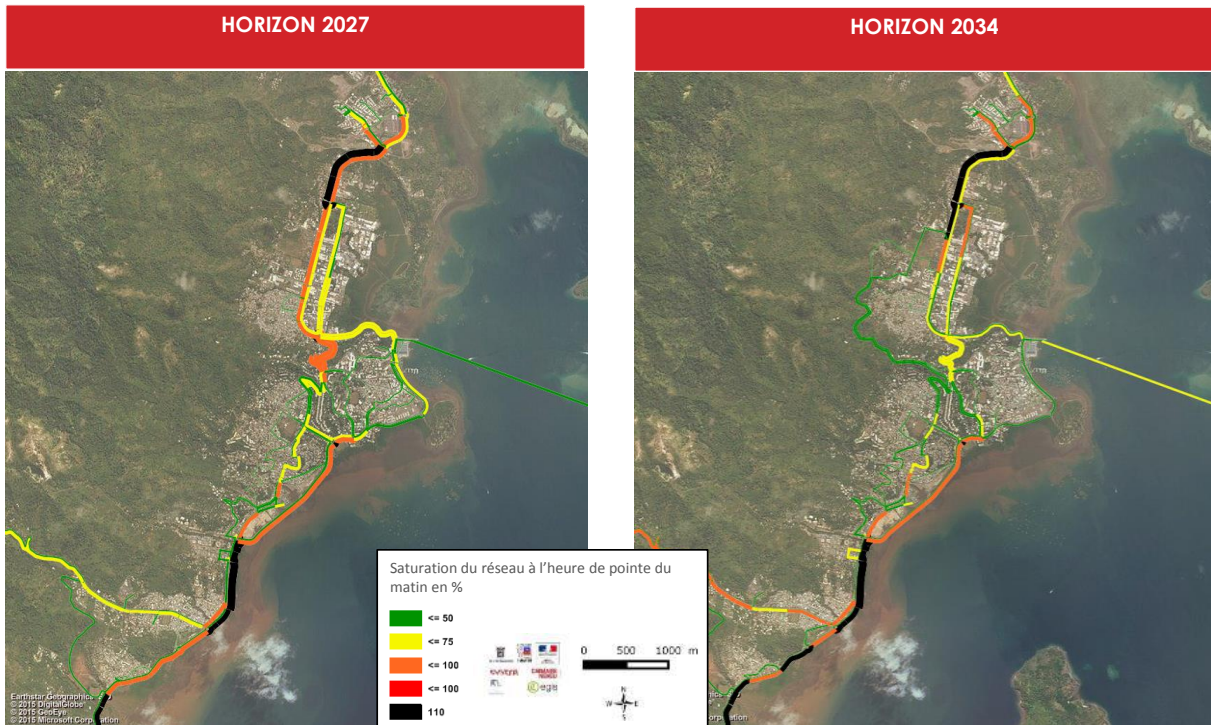 HORIZON 2027
HORIZON 2034
Saturation du réseau à l'heure de pointe du
matin en %
<= 50
<= 75
<= 100
<= 100
110
0 500 1000 m
N
W E
S
egis
Earthstar Geographics
© 2015 DigitalGlobe
© 2015 GeoEye
© 2015 Microsoft Corporation